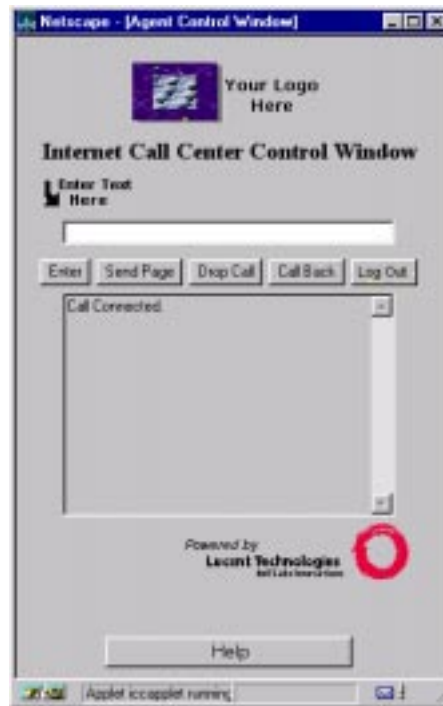 Netscape - [Agent Control Window]
Your Logo
Here
Internet Call Center Control Window
Enter Text
Here
Enter Send Page Drop Call Call Back Log Out
Call Connected.
Powered by
Lucent Technologies
Bell Labs Innovations
Help
Applet iccapplet running